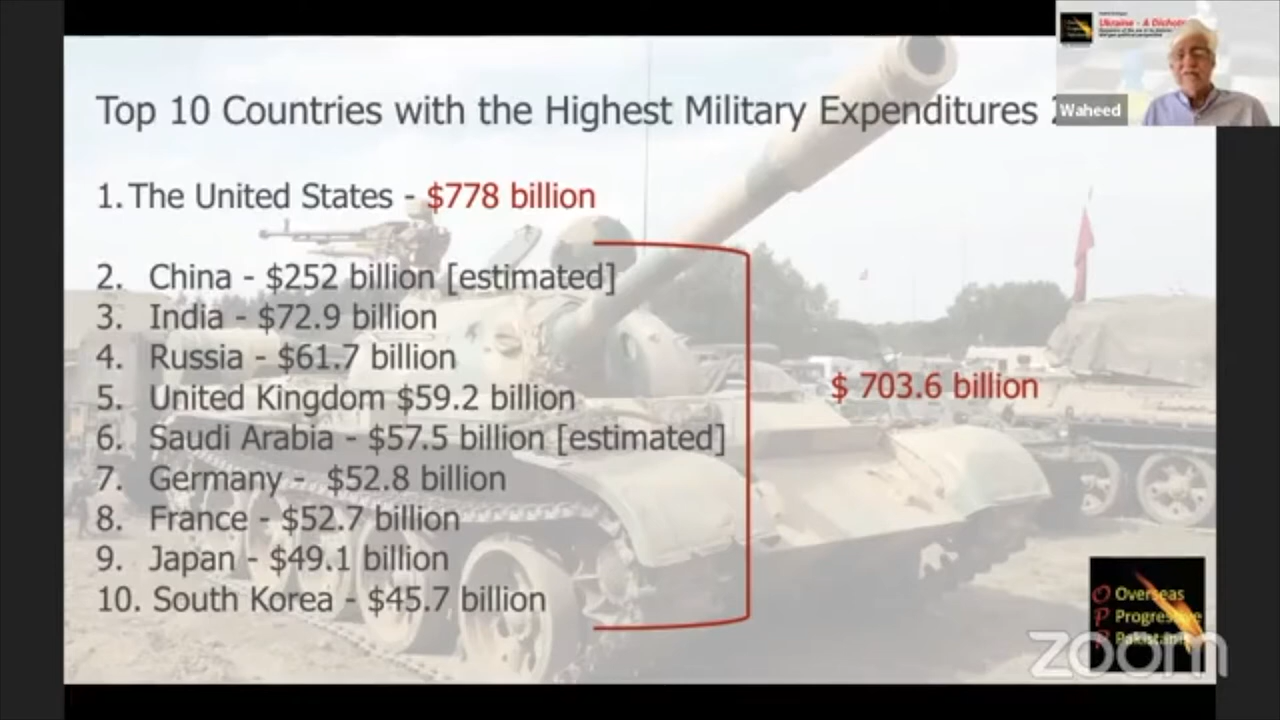 Top 10 Countries with the Highest Military Expenditures
1. The United States - $778 billion
2. China - $252 billion [estimated]
3. India - $72.9 billion
4. Russia - $61.7 billion
5. United Kingdom $59.2 billion
6. Saudi Arabia - $57.5 billion [estimated]
7. Germany - $52.8 billion
8. France - $52.7 billion
9. Japan - $49.1 billion
10. South Korea - $45.7 billion
$ 703.6 billion
Ukraine - A
Waheed
O Overseas
P Progressive
P Pakistanis
zoom